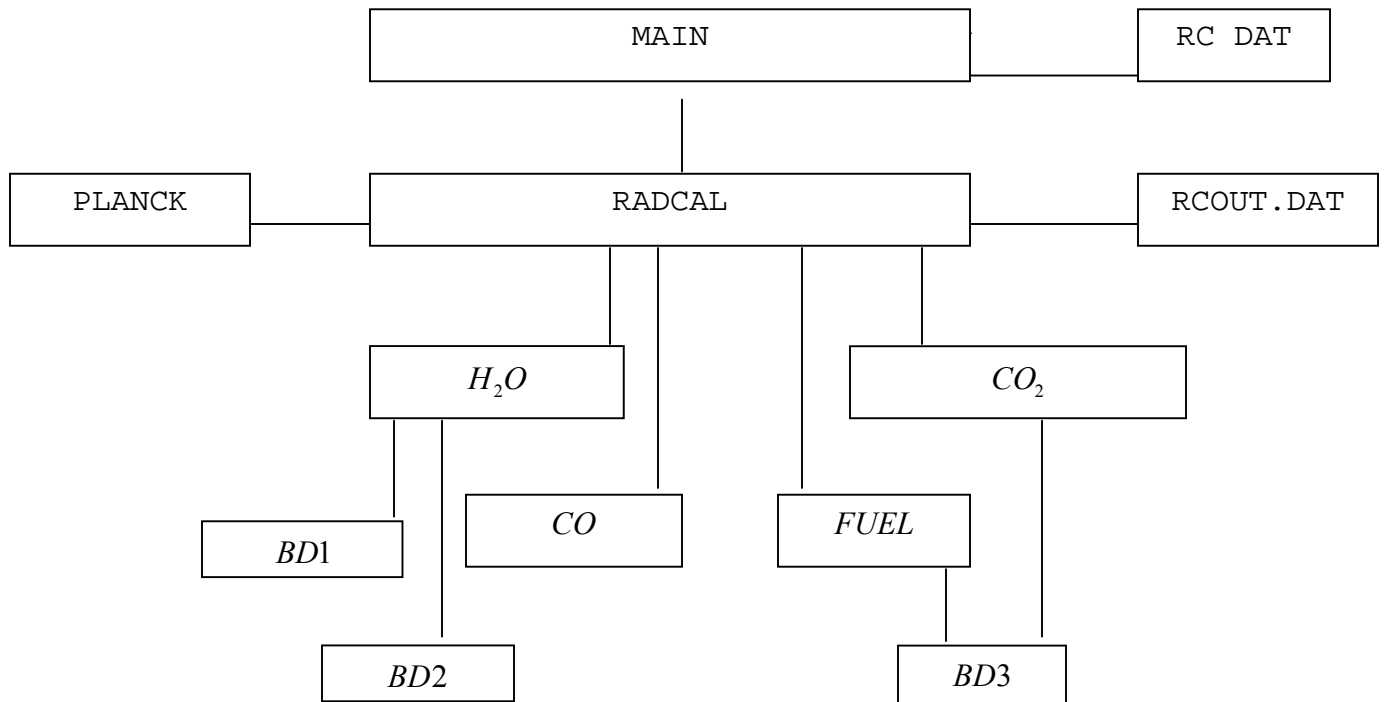 MAIN
RC DAT
PLANCK
RADCAL
RCOUT.DAT
H₂O
CO₂
CO
FUEL
BD1
BD2
BD3